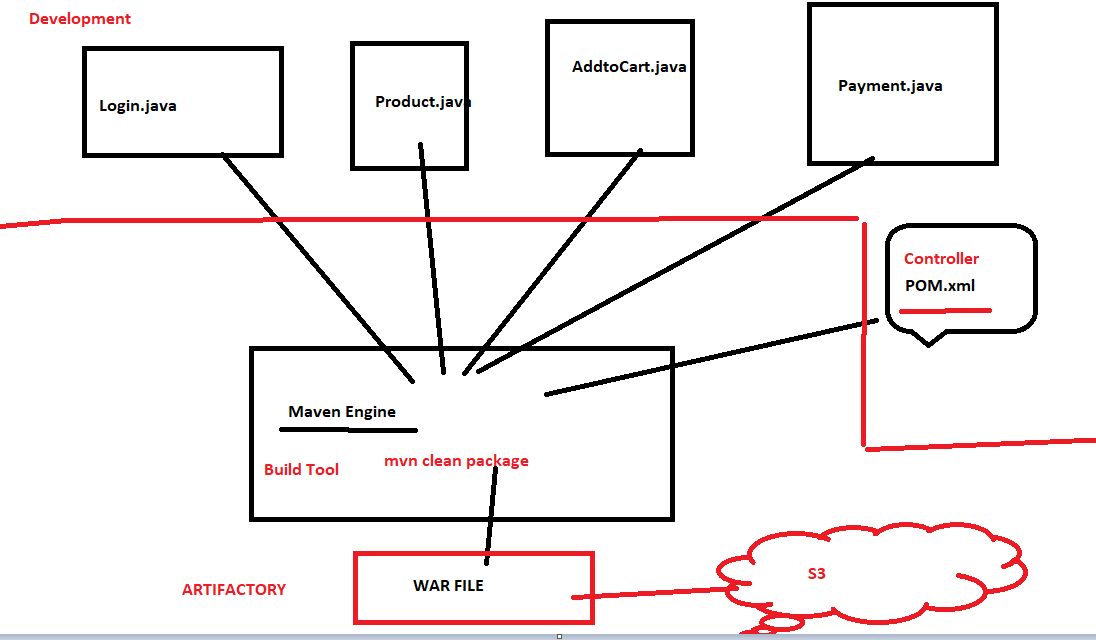 Development
Login.java
Product.java
AddtoCart.java
Payment.java
Controller
POM.xml
Maven Engine
Build Tool
mvn clean package
ARTIFACTORY
WAR FILE
S3